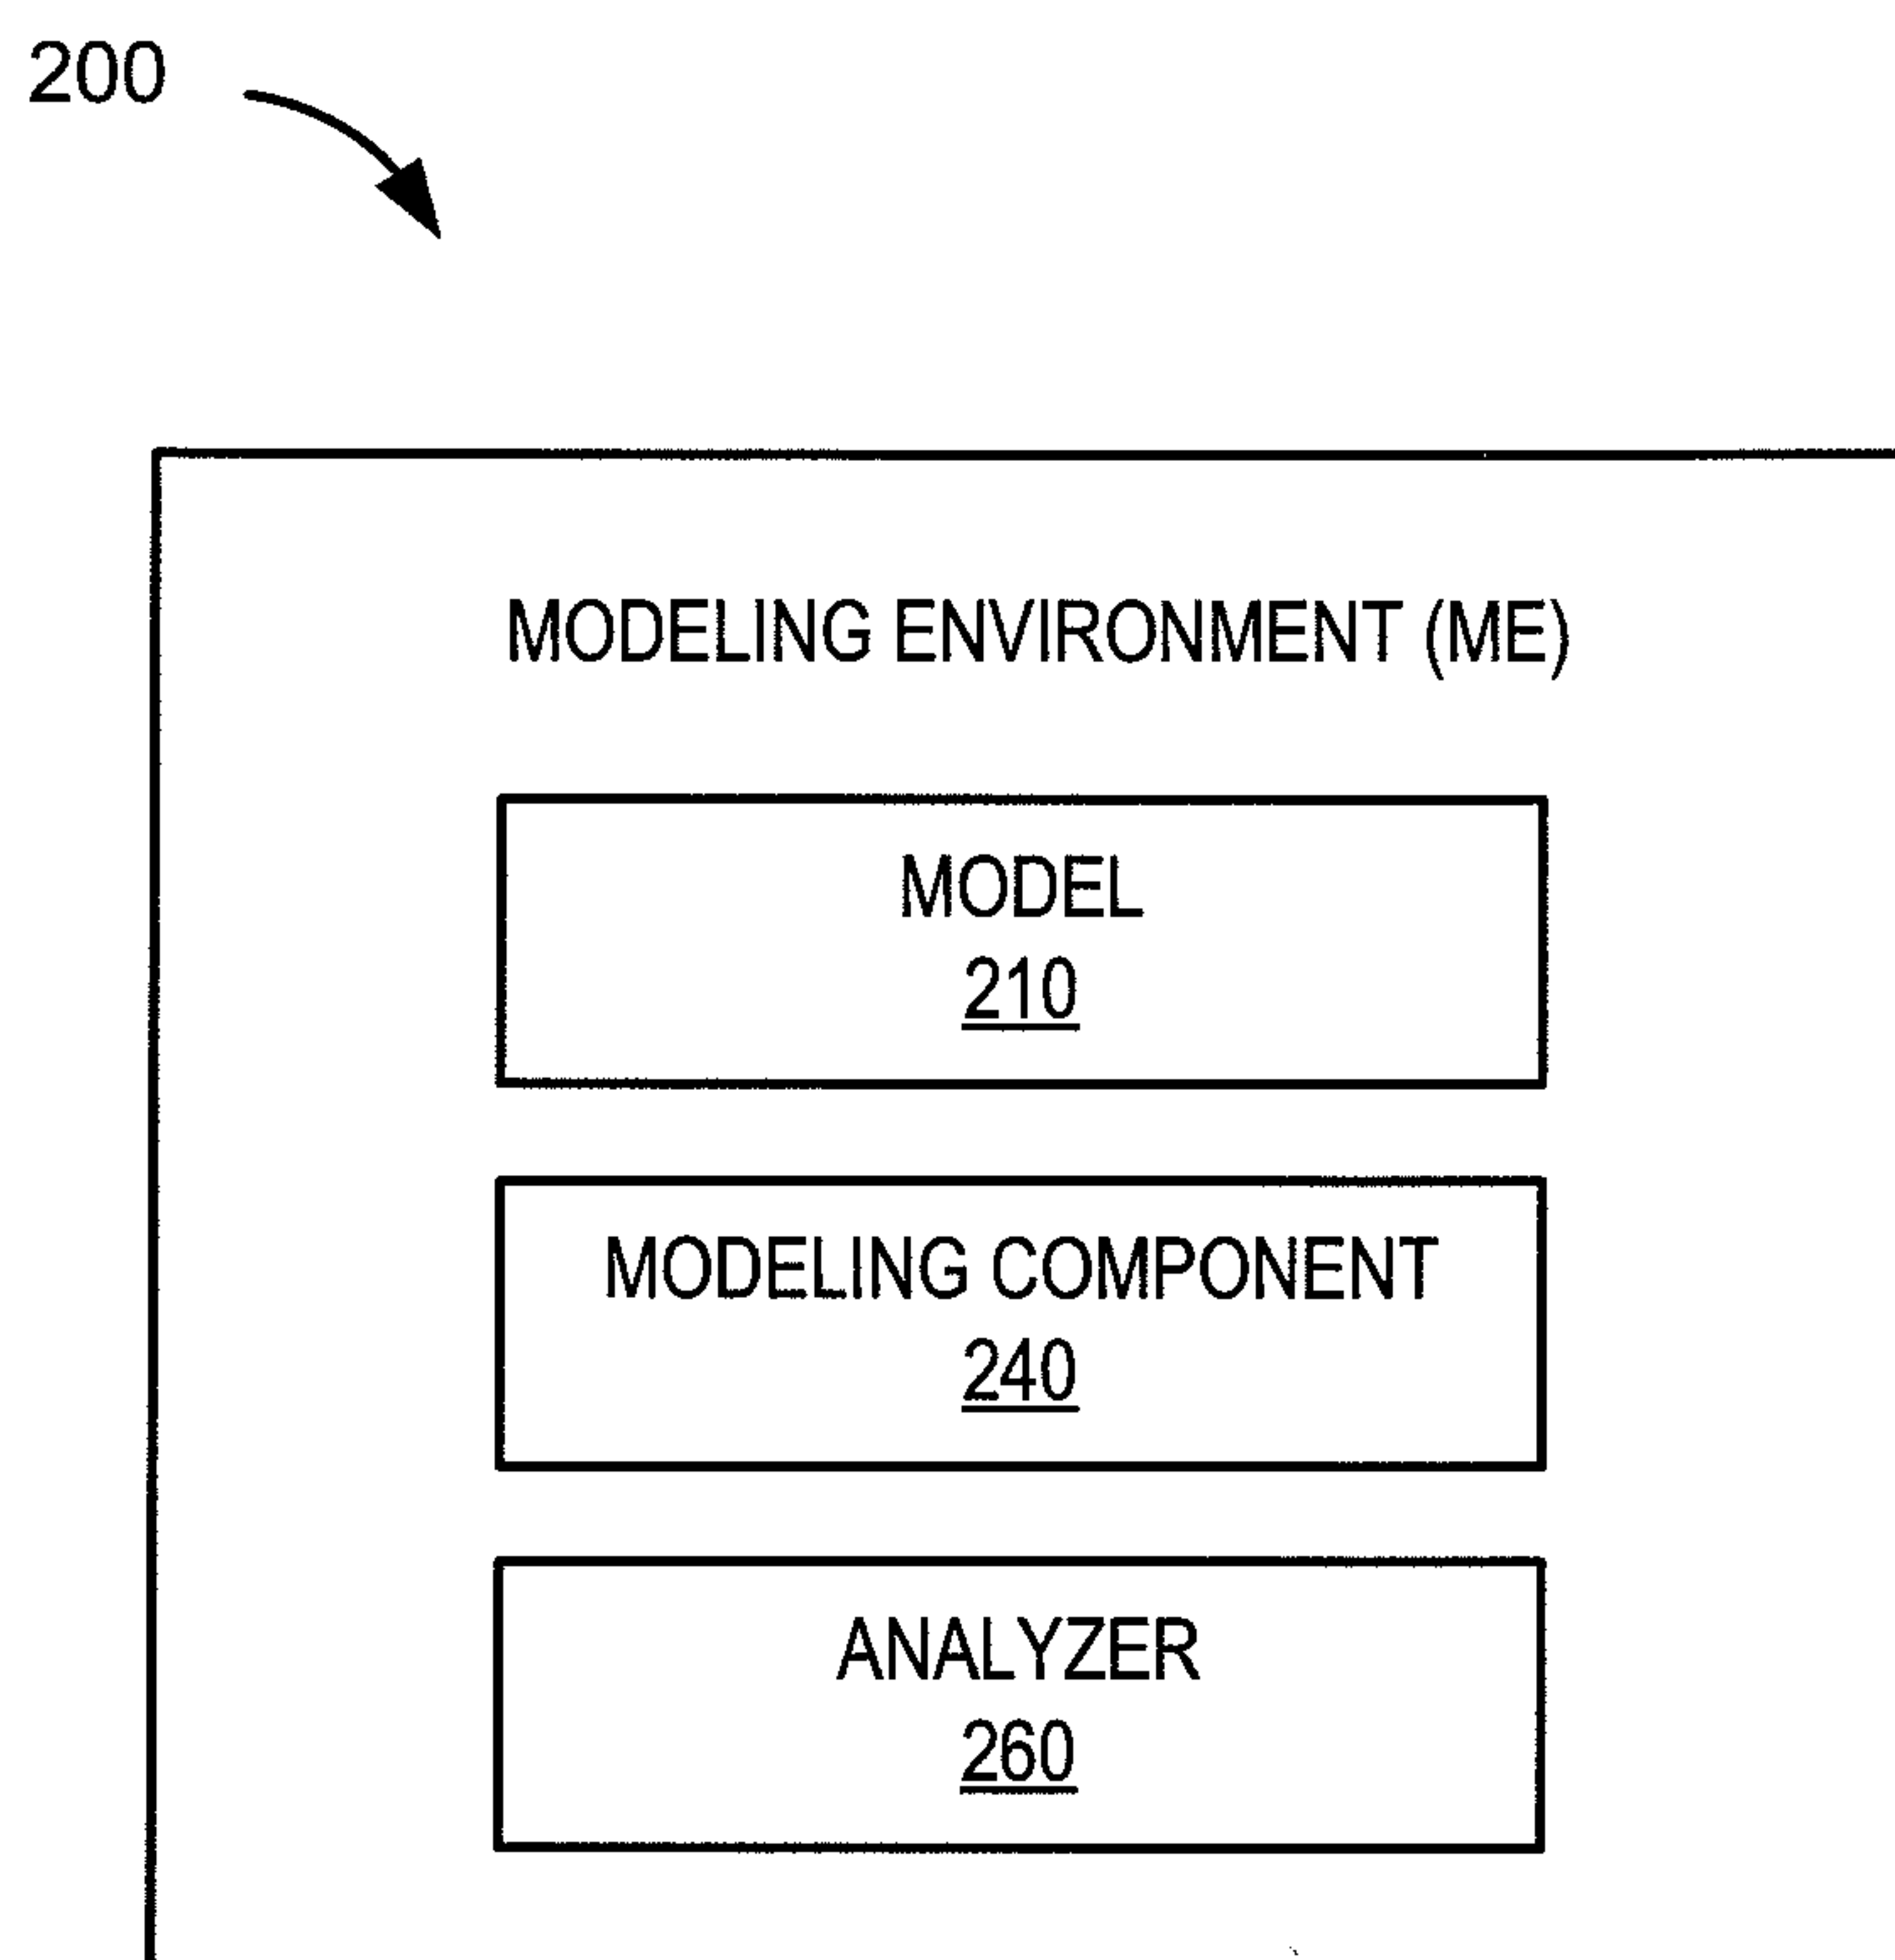 200
MODELING ENVIRONMENT (ME)
MODEL
210
MODELING COMPONENT
240
ANALYZER
260